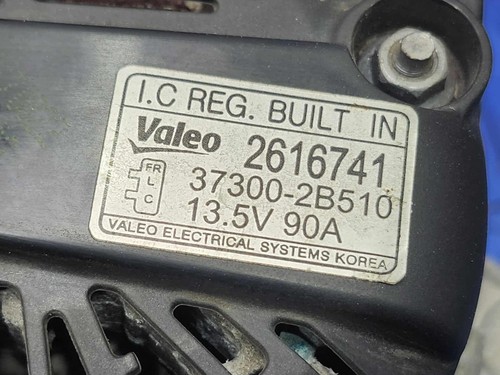 I.C REG. BUILT IN
Valeo 2616741
FR
L
C
37300-2B510
13.5V 90A
VALEO ELECTRICAL SYSTEMS KOREA